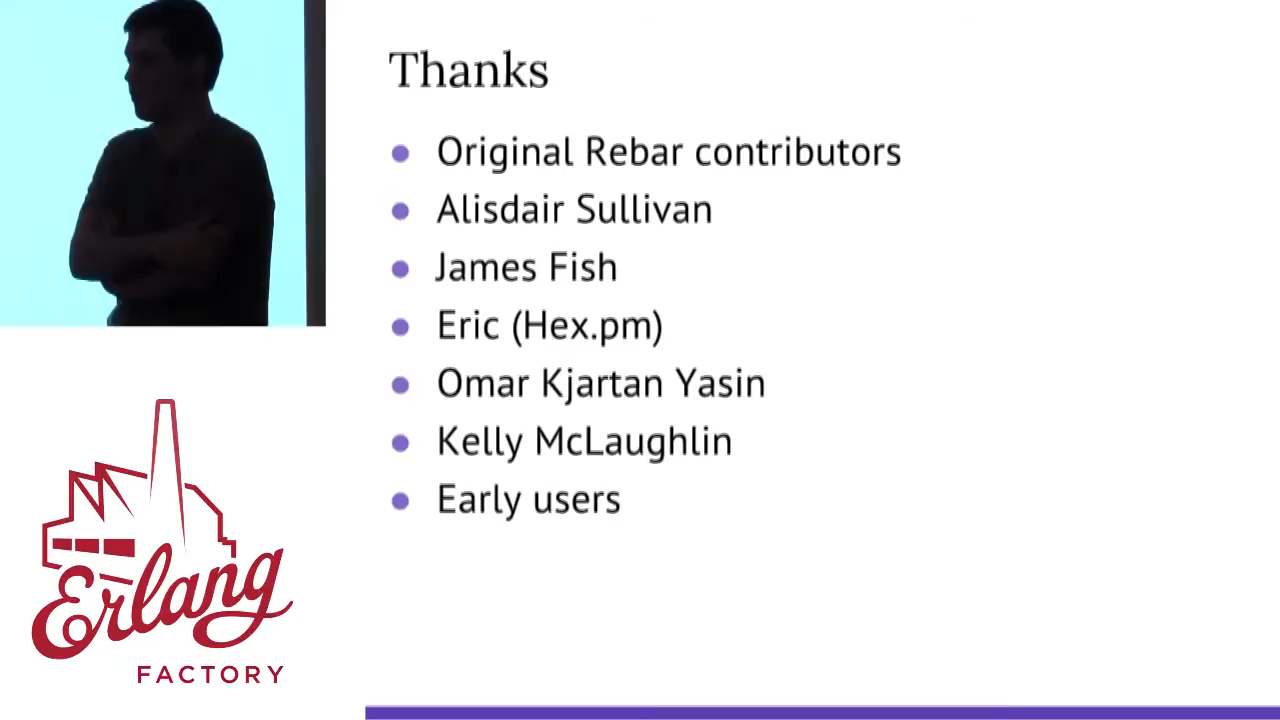 Thanks
Original Rebar contributors
Alisdair Sullivan
James Fish
Eric (Hex.pm)
Omar Kjartan Yasin
Kelly McLaughlin
Early users
Erlang
FACTORY